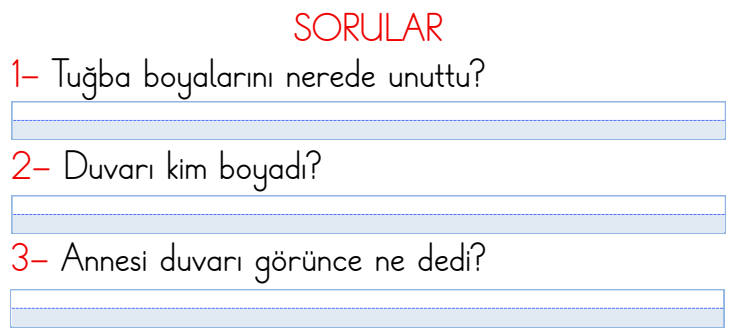 SORULAR
1- Tuğba boyalarını nerede unuttu?
2- Duvarı kim boyadı?
3- Annesi duvarı görünce ne dedi?